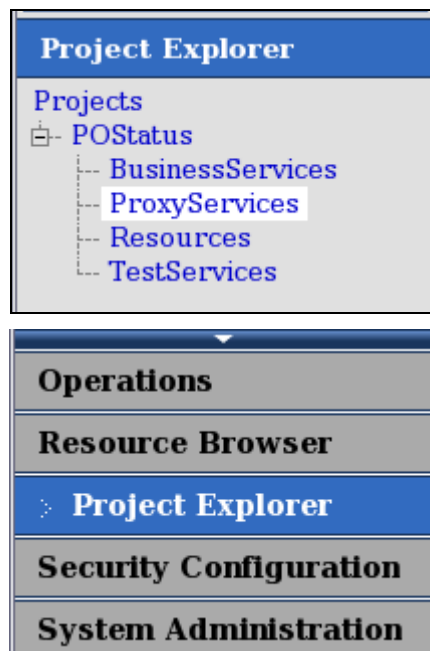 Project Explorer
Projects
POStatus
BusinessServices
ProxyServices
Resources
TestServices
Operations
Resource Browser
Project Explorer
Security Configuration
System Administration